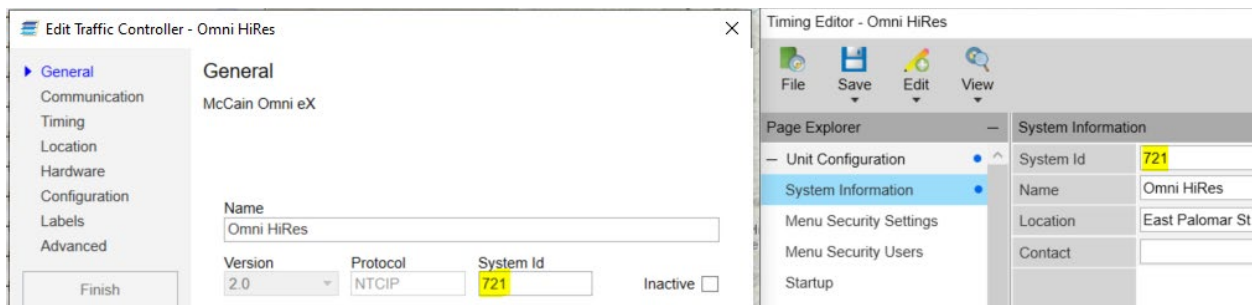 Edit Traffic Controller - Omni HiRes
General
Communication
Timing
Location
Hardware
Configuration
Labels
Advanced
Finish
General
McCain Omni eX
Name
Omni HiRes
Version Protocol System Id
2.0 NTCIP 721 Inactive
Timing Editor - Omni HiRes
File Save Edit View
Page Explorer
Unit Configuration
System Information
Menu Security Settings
Menu Security Users
Startup
System Information
System Id 721
Name Omni HiRes
Location East Palomar St
Contact